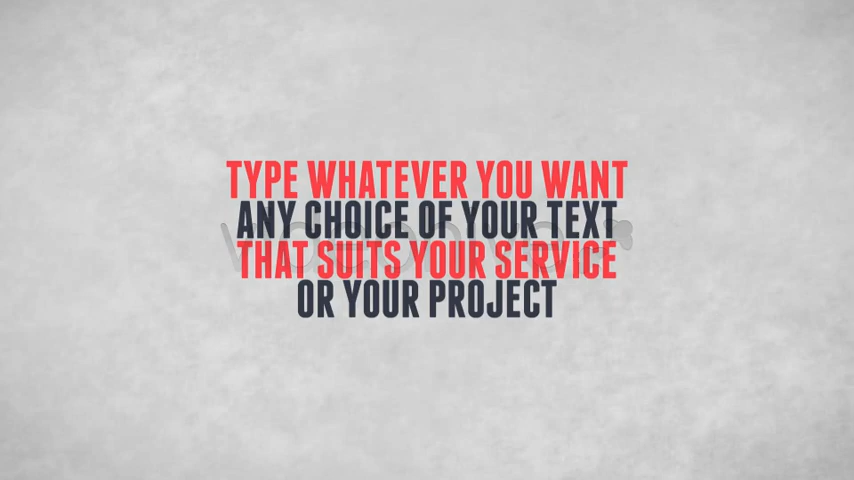 TYPE WHATEVER YOU WANT
ANY CHOICE OF YOUR TEXT
THAT SUITS YOUR SERVICE
OR YOUR PROJECT